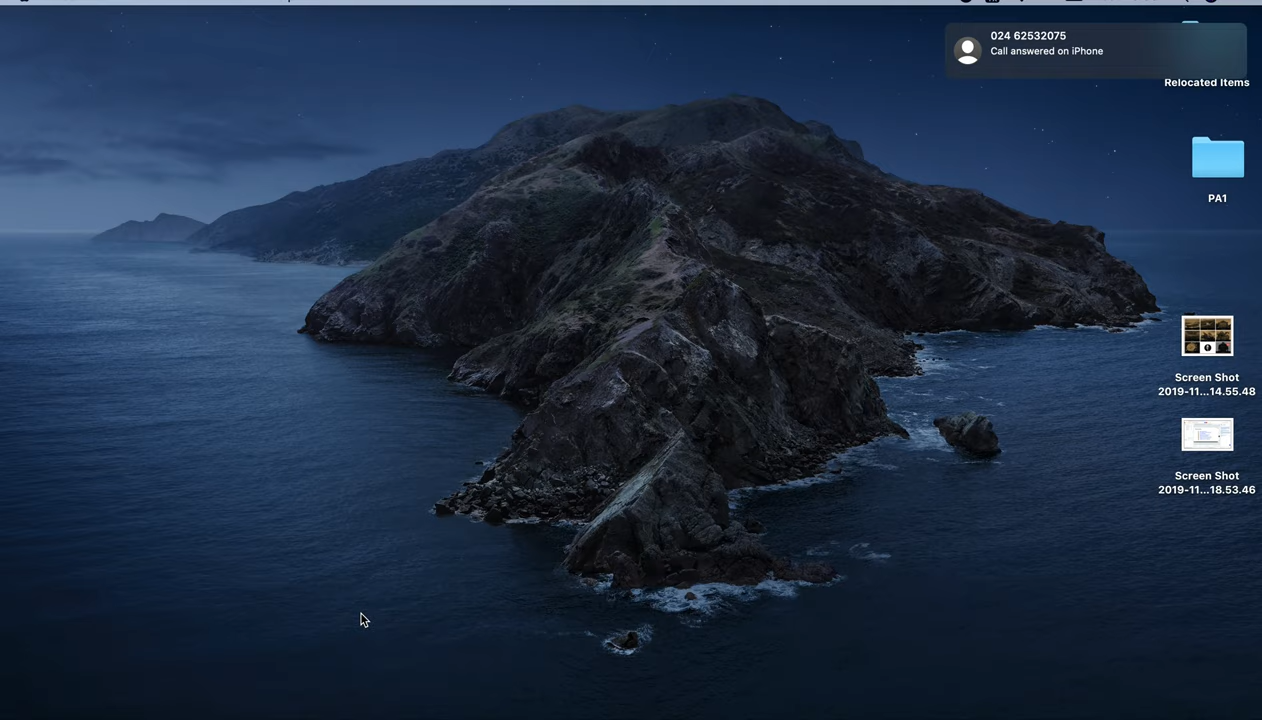 024 62532075
Call answered on iPhone
Relocated Items
PA1
Screen Shot
2019-11...14.55.48
Screen Shot
2019-11...18.53.46